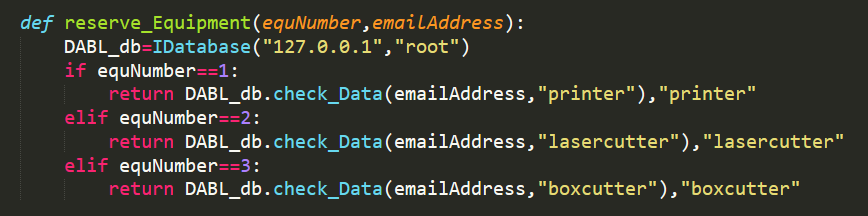 def reserve_Equipment(equNumber,emailAddress):
    DABL_db=IDatabase("127.0.0.1","root")
    if equNumber==1:
        return DABL_db.check_Data(emailAddress,"printer"),"printer"
    elif equNumber==2:
        return DABL_db.check_Data(emailAddress,"lasercutter"),"lasercutter"
    elif equNumber==3:
        return DABL_db.check_Data(emailAddress,"boxcutter"),"boxcutter"